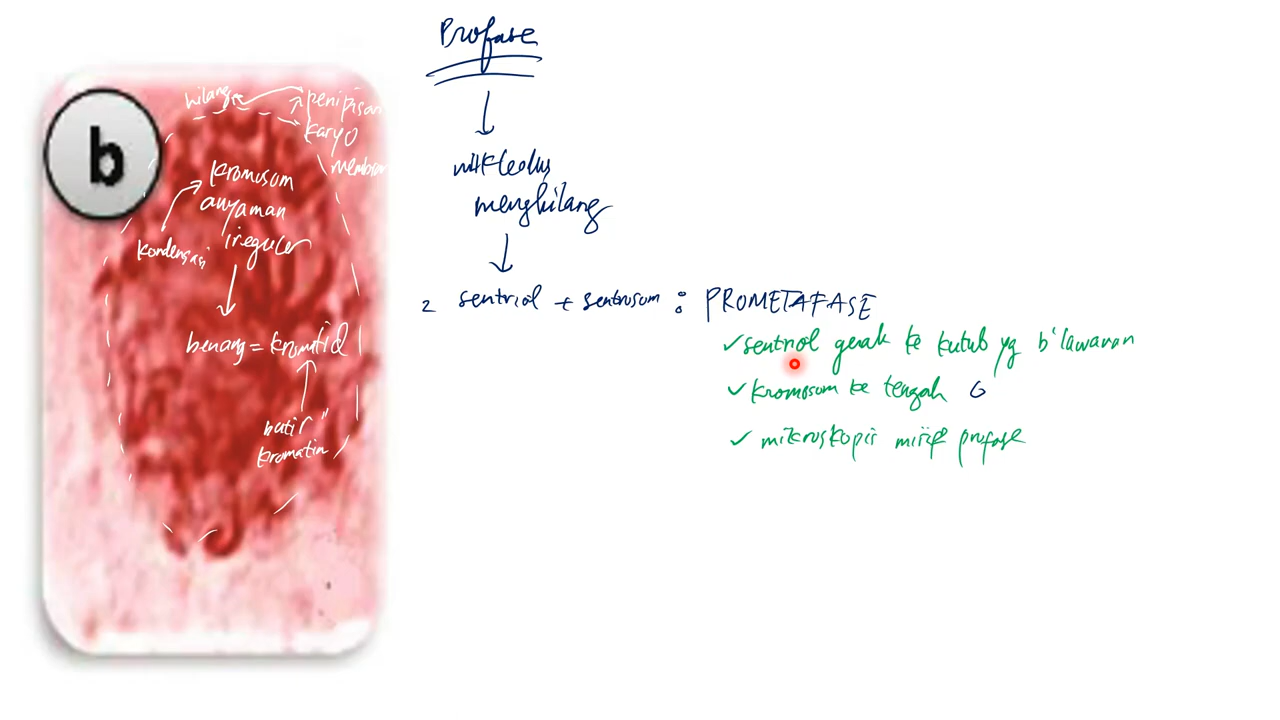 Profase
b
hilang
penipisan
karyo
membran
kromosom
anyaman
ireguler
kondensasi
benang = kromatid
butir"
kromatin
nukleolus
menghilang
2 sentriol + sentrosom : PROMETAFASE
✓ sentriol gerak ke kutub yg b'lawanan
✓ kromosom ke tengah
✓ mikroskopis mirip profase